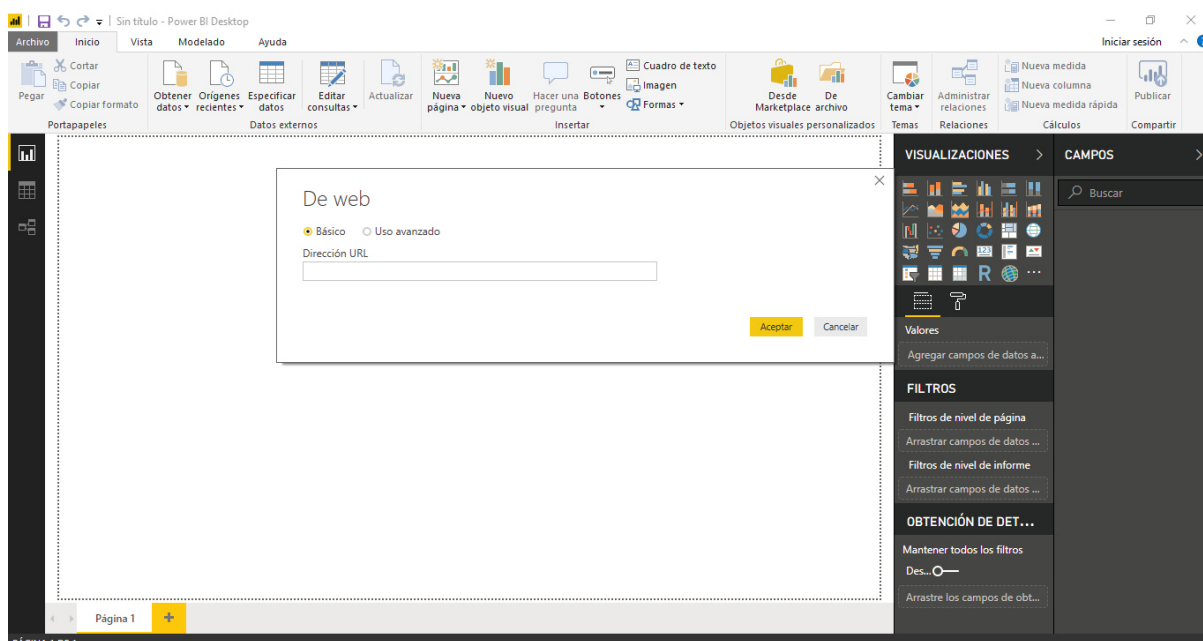 Sin título - Power BI Desktop
Archivo Inicio Vista Modelado Ayuda Iniciar sesión
Pegar
Cortar
Copiar
Copiar formato
Portapapeles
Obtener datos
Orígenes recientes
Especificar datos
Editar consultas
Actualizar
Datos externos
Nueva página
Nuevo objeto visual
Hacer una pregunta
Botones
Cuadro de texto
Imagen
Formas
Insertar
Desde Marketplace
De archivo
Objetos visuales personalizados
Cambiar tema
Temas
Administrar relaciones
Relaciones
Nueva medida
Nueva columna
Nueva medida rápida
Cálculos
Publicar
Compartir
De web
Básico Uso avanzado
Dirección URL
Aceptar Cancelar
VISUALIZACIONES
123
R
Valores
Agregar campos de datos a...
FILTROS
Filtros de nivel de página
Arrastrar campos de datos ...
Filtros de nivel de informe
Arrastrar campos de datos ...
OBTENCIÓN DE DET...
Mantener todos los filtros
Des...
Arrastre los campos de obt...
CAMPOS
Buscar
Página 1